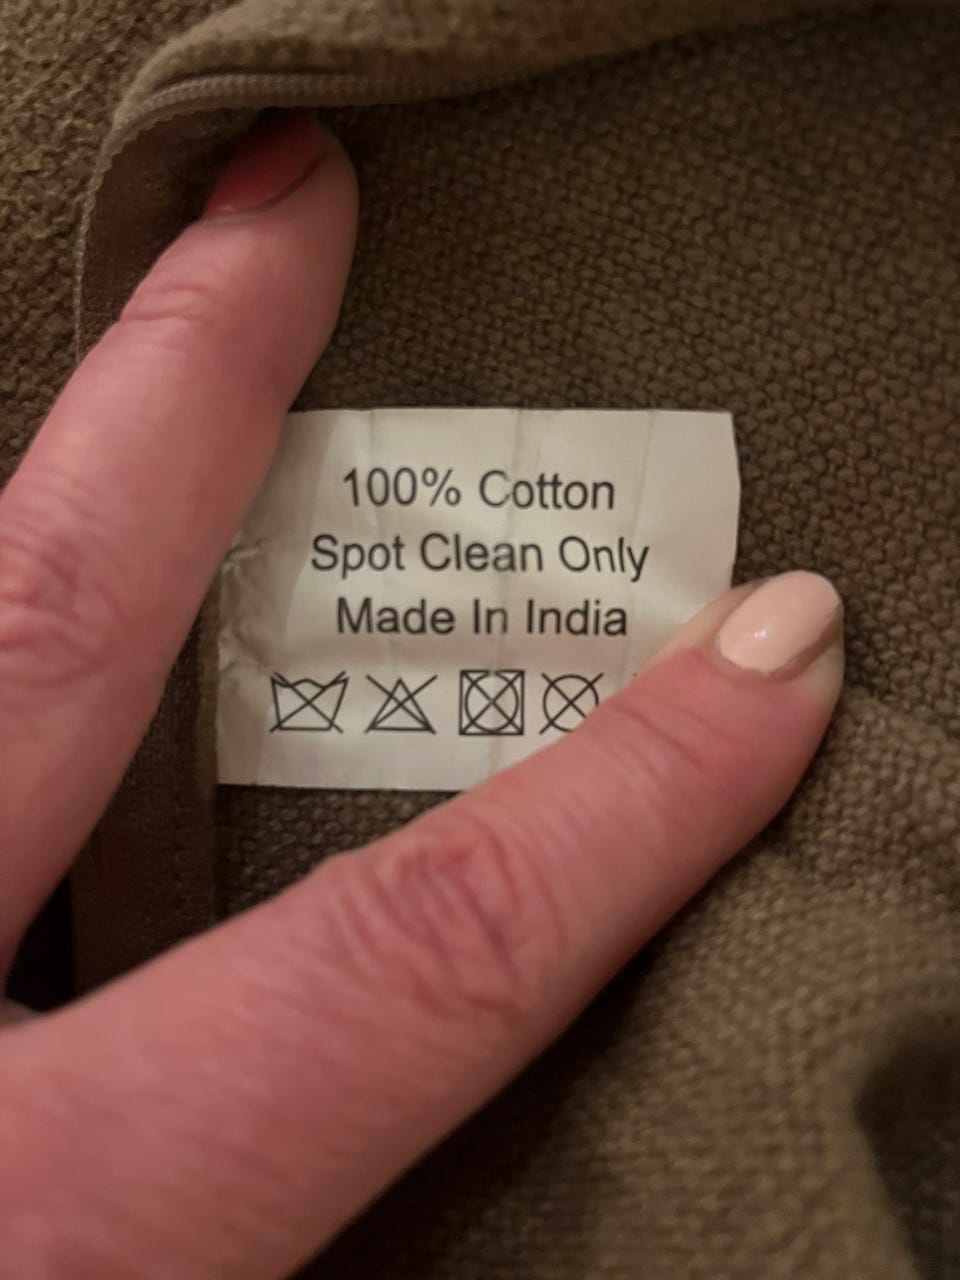 100% Cotton
Spot Clean Only
Made In India